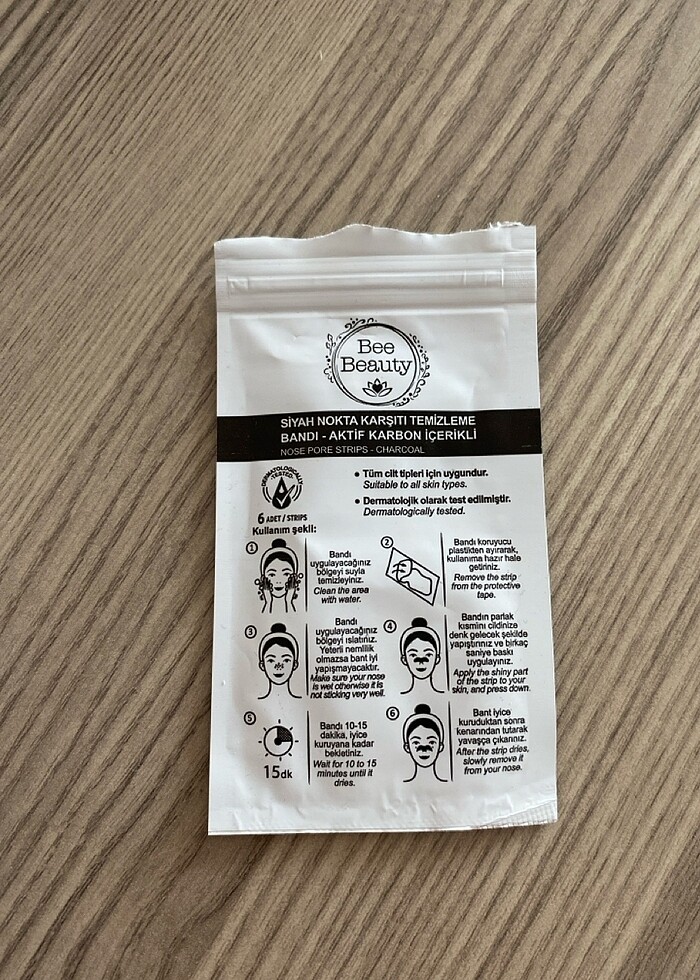 Bee
Beauty
SİYAH NOKTA KARŞITI TEMİZLEME
BANDI - AKTİF KARBON İÇERİKLİ
NOSE PORE STRIPS - CHARCOAL
DERMATOLOGICALLY
TESTED
6 ADET / STRIPS
• Tüm cilt tipleri için uygundur.
Suitable to all skin types.
• Dermatolojik olarak test edilmiştir.
Dermatologically tested.
Kullanım şekil:
1
Bandı
uygulayacağınız
bölgeyi suyla
temizleyiniz.
Clean the area
with water.
2
Bandı koruyucu
plastikten ayırarak,
kullanıma hazır hale
getiriniz.
Remove the strip
from the protective
tape.
3
Bandı
uygulayacağınız
bölgeyi ıslatınız.
Yeterli nemlilik
olmazsa bant iyi
yapışmayacaktır.
Make sure your nose
is wet otherwise it is
not sticking very well.
4
Bandın parlak
kısmini cildinize
denk gelecek şekilde
yapıştırınız ve birkaç
saniye baskı
uygulayınız.
Apply the shiny part
of the strip to your
skin, and press down.
5
15dk
Bandı 10-15
dakika, iyice
kuruyana kadar
bekletiniz.
Wait for 10 to 15
minutes until it
dries.
6
Bant iyice
kuruduktan sonra
kenarından tutarak
yavaşça çıkarınız.
After the strip dries,
slowly remove it
from your nose.